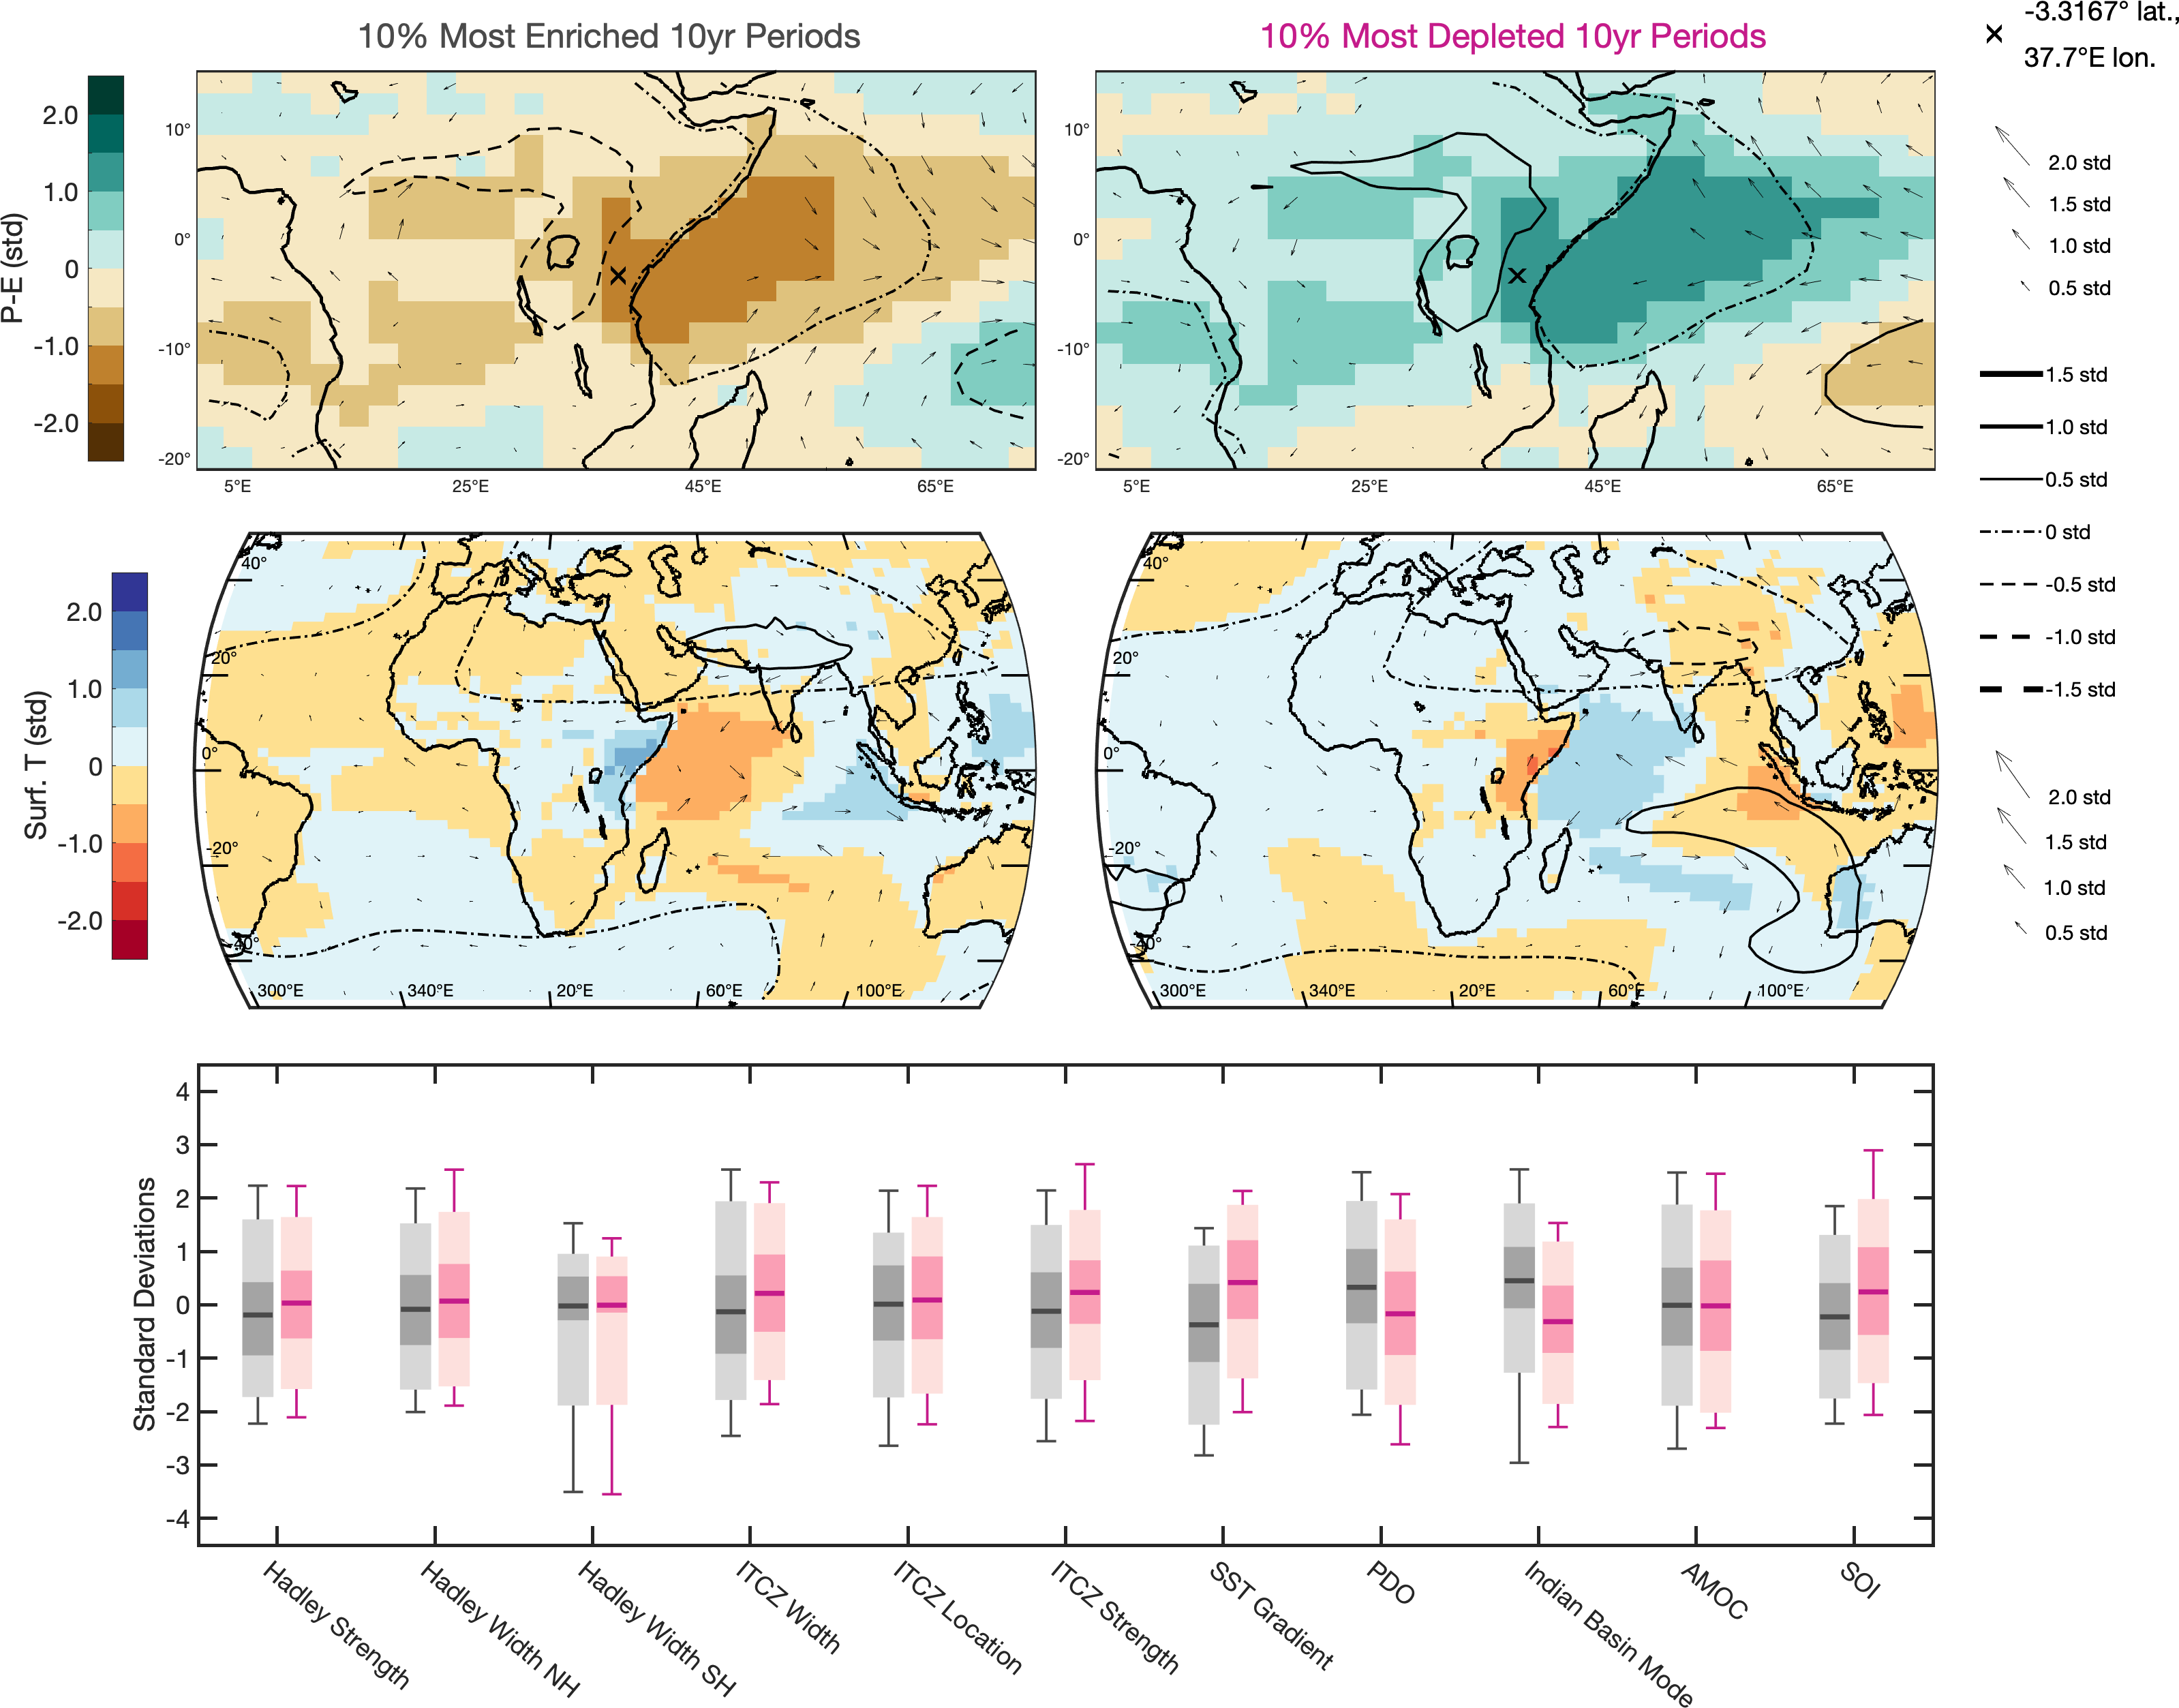 10% Most Enriched 10yr Periods
10% Most Depleted 10yr Periods
-3.3167° lat.,
37.7°E lon.
P-E (std)
2.0
1.0
0
-1.0
-2.0
10°
0°
-10°
-20°
5°E
25°E
45°E
65°E
10°
0°
-10°
-20°
5°E
25°E
45°E
65°E
2.0 std
1.5 std
1.0 std
0.5 std
1.5 std
1.0 std
0.5 std
0 std
-0.5 std
-1.0 std
-1.5 std
Surf. T (std)
2.0
1.0
0
-1.0
-2.0
40°
20°
0°
-20°
-40°
300°E
340°E
20°E
60°E
100°E
40°
20°
0°
-20°
-40°
300°E
340°E
20°E
60°E
100°E
2.0 std
1.5 std
1.0 std
0.5 std
Standard Deviations
4
3
2
1
0
-1
-2
-3
-4
Hadley Strength
Hadley Width NH
Hadley Width SH
ITCZ Width
ITCZ Location
ITCZ Strength
SST Gradient
PDO
Indian Basin Mode
AMOC
SOI